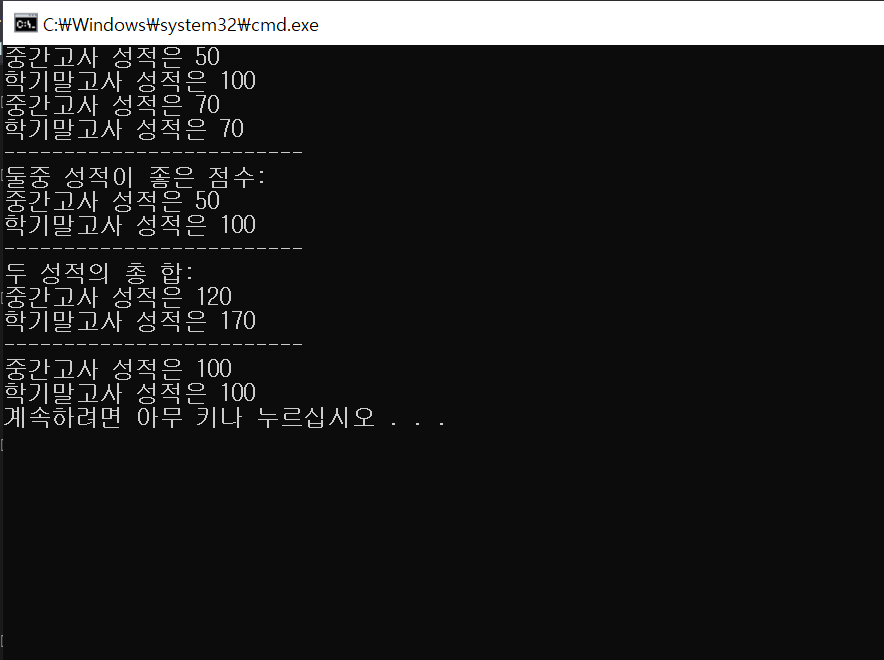 C:\Windows\system32\cmd.exe
중간고사 성적은 50
학기말고사 성적은 100
중간고사 성적은 70
학기말고사 성적은 70
-------------------------
둘중 성적이 좋은 점수:
중간고사 성적은 50
학기말고사 성적은 100
-------------------------
두 성적의 총 합:
중간고사 성적은 120
학기말고사 성적은 170
-------------------------
중간고사 성적은 100
학기말고사 성적은 100
계속하려면 아무 키나 누르십시오 . . .